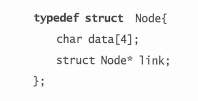 typedef struct Node{
    char data[4];
    struct Node* link;
};